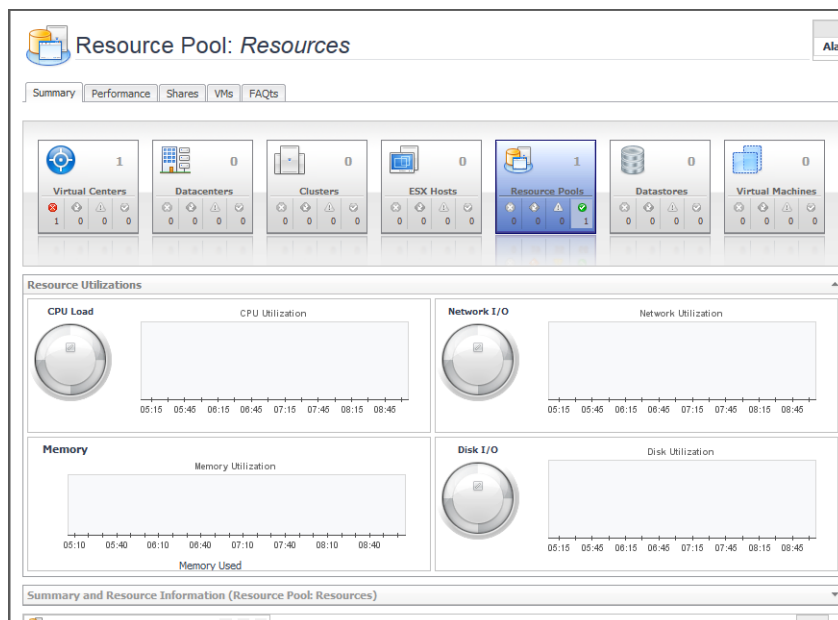 Resource Pool: Resources
Ala
Summary Performance Shares VMs FAQts
1 0 0 0 1 0 0
Virtual Centers Datacenters Clusters ESX Hosts Resource Pools Datastores Virtual Machines
1 0 0 0 0 0 0 0 0 0 0 0 0 0 0 0 0 0 0 1 0 0 0 0 0 0 0 0
Resource Utilizations
CPU Load
CPU Utilization
05:15 05:45 06:15 06:45 07:15 07:45 08:15 08:45
Network I/O
Network Utilization
05:15 05:45 06:15 06:45 07:15 07:45 08:15 08:45
Memory
Memory Utilization
05:10 05:40 06:10 06:40 07:10 07:40 08:10 08:40
Memory Used
Disk I/O
Disk Utilization
05:15 05:45 06:15 06:45 07:15 07:45 08:15 08:45
Summary and Resource Information (Resource Pool: Resources)